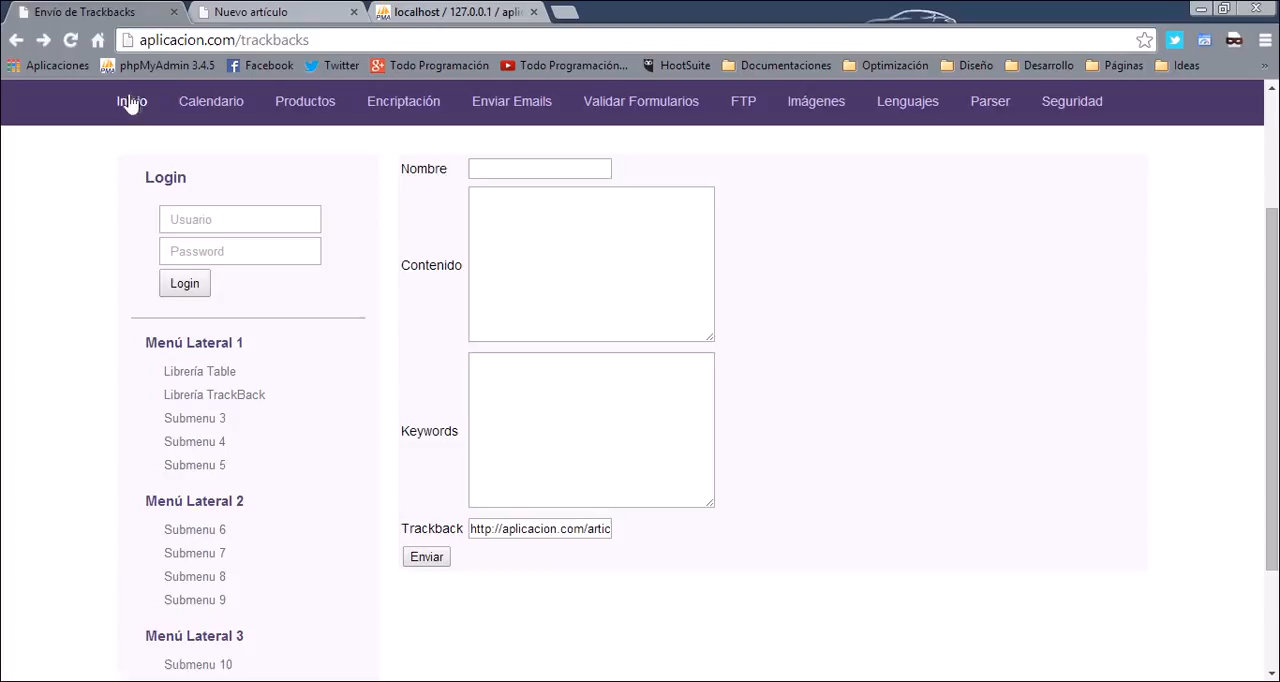 Envío de Trackbacks
Nuevo artículo
localhost / 127.0.0.1 / apli
aplicacion.com/trackbacks
Aplicaciones phpMyAdmin 3.4.5 Facebook Twitter Todo Programación Todo Programación... HootSuite Documentaciones Optimización Diseño Desarrollo Páginas Ideas »
Inicio Calendario Productos Encriptación Enviar Emails Validar Formularios FTP Imágenes Lenguajes Parser Seguridad
Login
Usuario
Password
Login
Menú Lateral 1
Librería Table
Librería TrackBack
Submenu 3
Submenu 4
Submenu 5
Menú Lateral 2
Submenu 6
Submenu 7
Submenu 8
Submenu 9
Menú Lateral 3
Submenu 10
Nombre
Contenido
Keywords
Trackback http://aplicacion.com/artic
Enviar